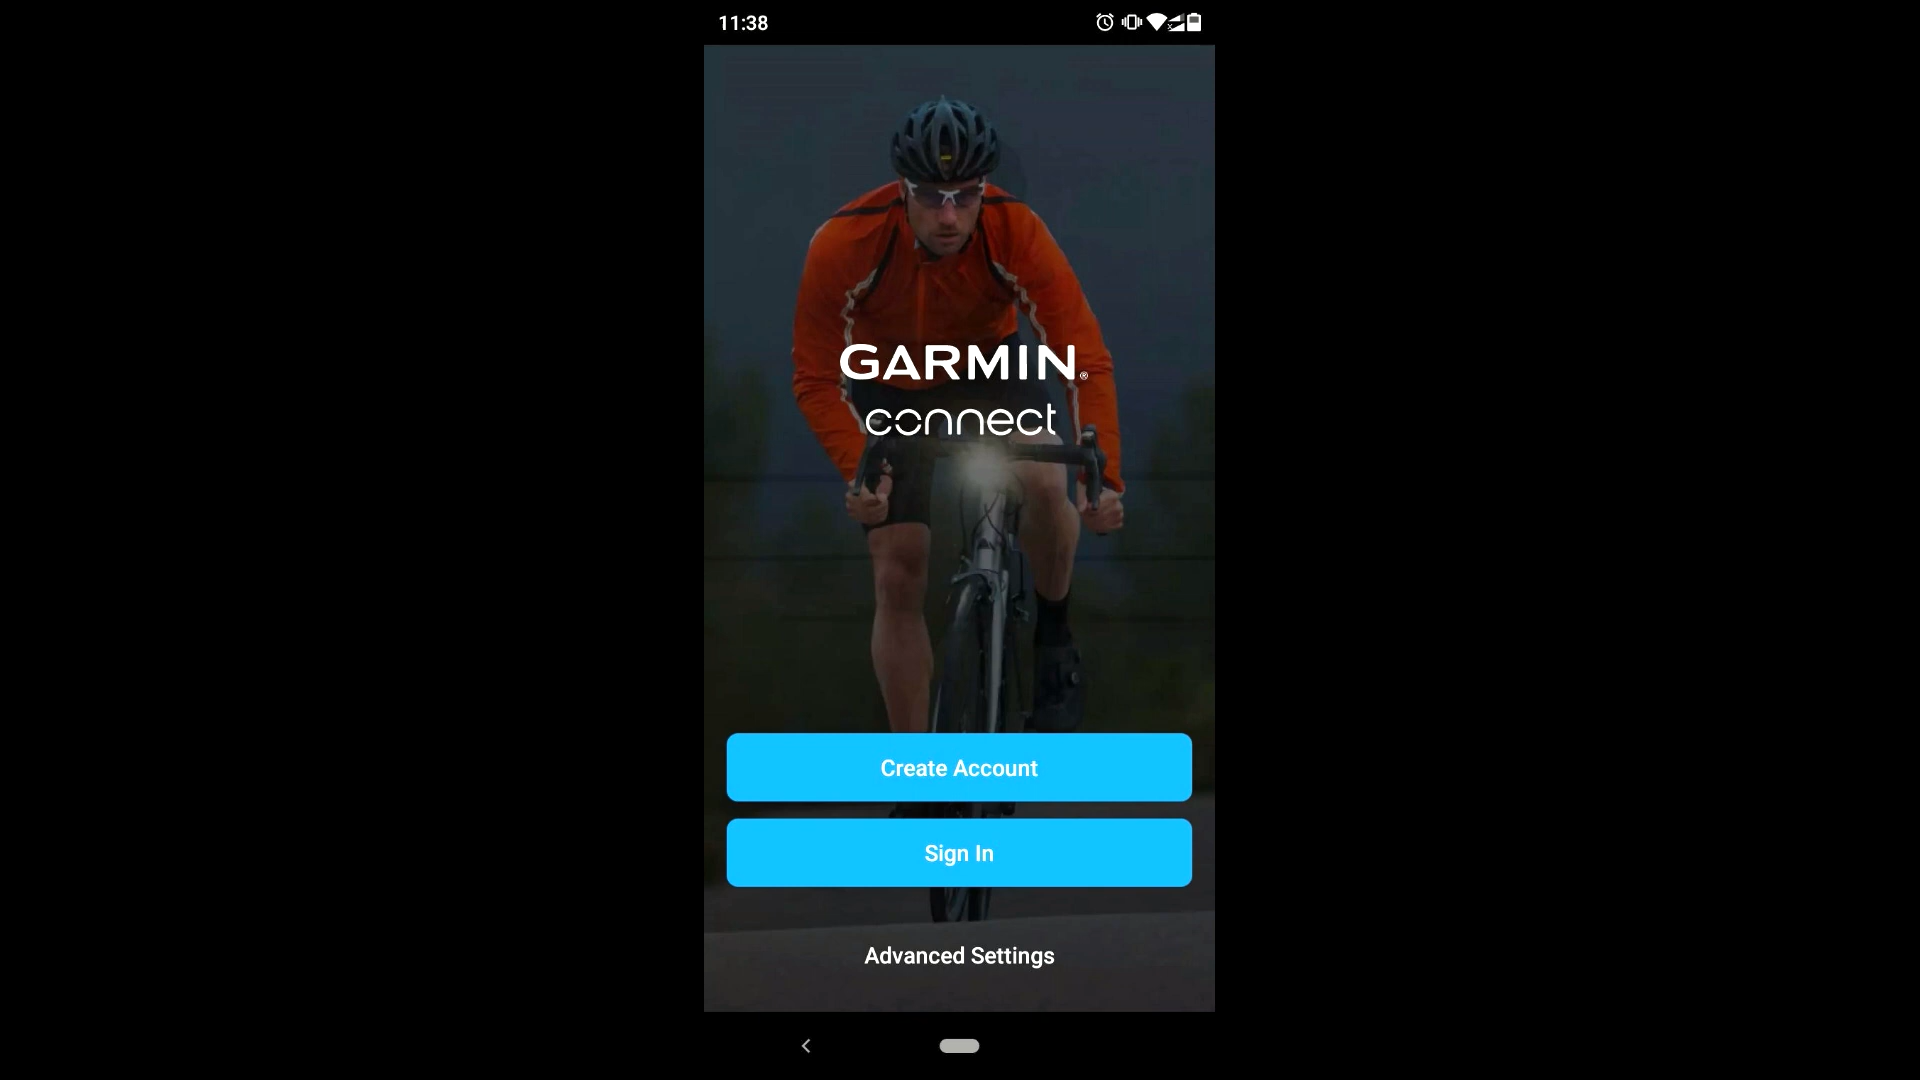 11:38
GARMIN®
connect
Create Account
Sign In
Advanced Settings